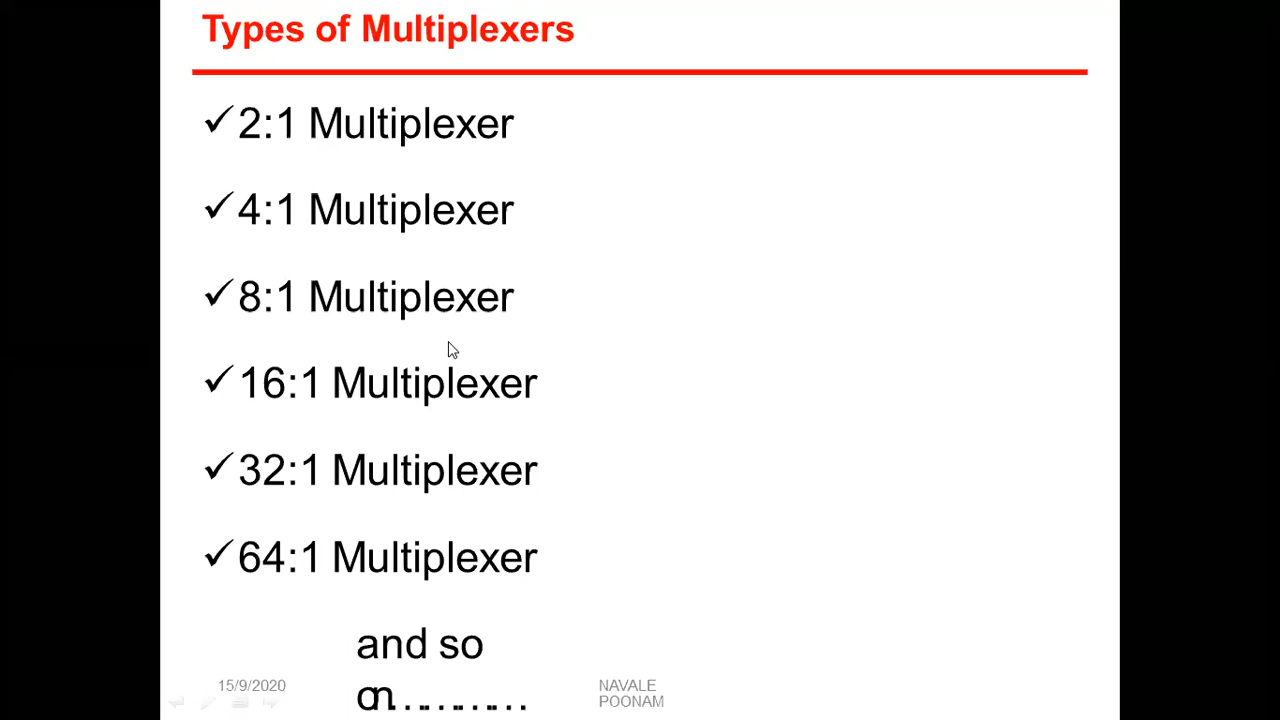 Types of Multiplexers
✓2:1 Multiplexer
✓4:1 Multiplexer
✓8:1 Multiplexer
✓16:1 Multiplexer
✓32:1 Multiplexer
✓64:1 Multiplexer
and so
on…………
15/9/2020
NAVALE
POONAM